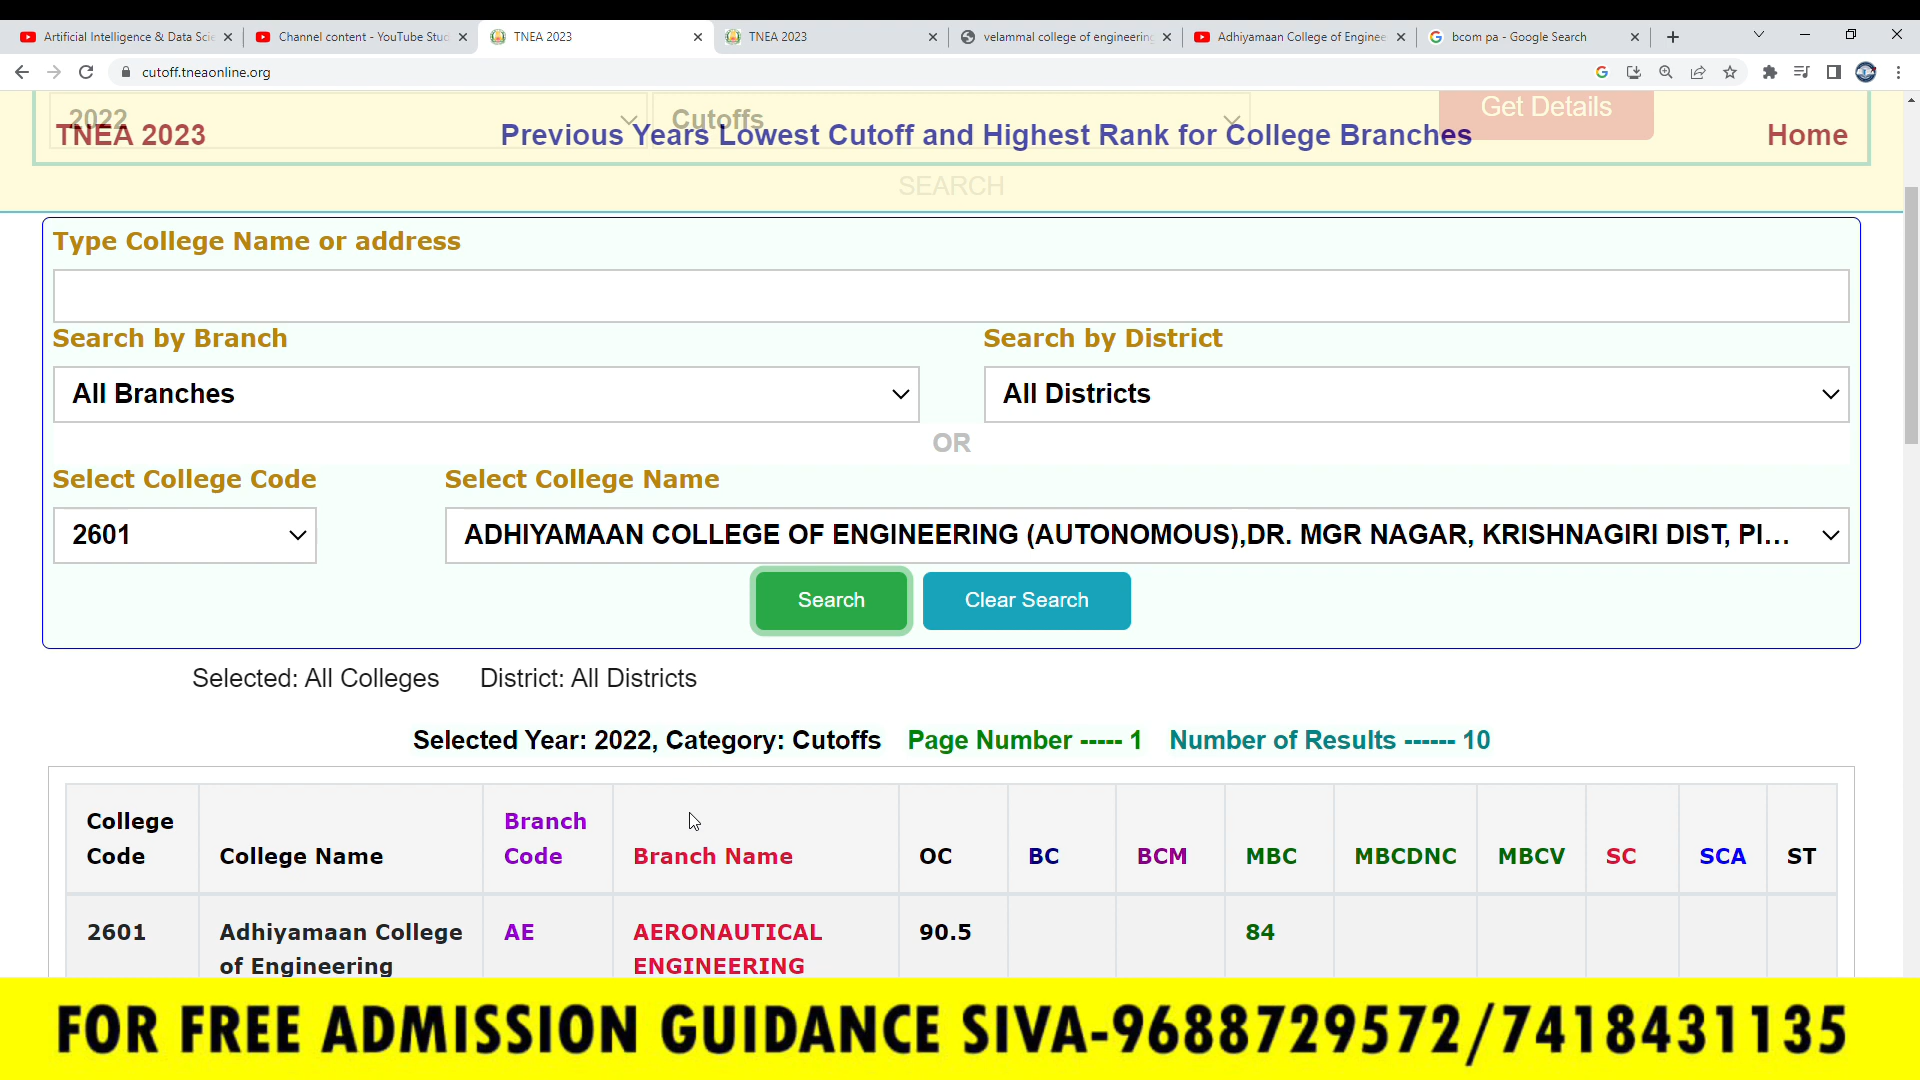 Artificial Intelligence & Data Scie
Channel content - YouTube Stud
TNEA 2023
TNEA 2023
velammal college of engineering
Adhiyamaan College of Enginee
bcom pa - Google Search
cutoff.tneaonline.org
2022
Cutoffs
Get Details
TNEA 2023
Previous Years Lowest Cutoff and Highest Rank for College Branches
Home
SEARCH
Type College Name or address
Search by Branch
Search by District
All Branches
All Districts
OR
Select College Code
Select College Name
2601
ADHIYAMAAN COLLEGE OF ENGINEERING (AUTONOMOUS),DR. MGR NAGAR, KRISHNAGIRI DIST, PI...
Search
Clear Search
Selected: All Colleges District: All Districts
Selected Year: 2022, Category: Cutoffs Page Number ----- 1 Number of Results ------ 10
College Code
College Name
Branch Code
Branch Name
OC
BC
BCM
MBC
MBCDNC
MBCV
SC
SCA
ST
2601
Adhiyamaan College
of Engineering
AE
AERONAUTICAL
ENGINEERING
90.5
84
FOR FREE ADMISSION GUIDANCE SIVA-9688729572/7418431135